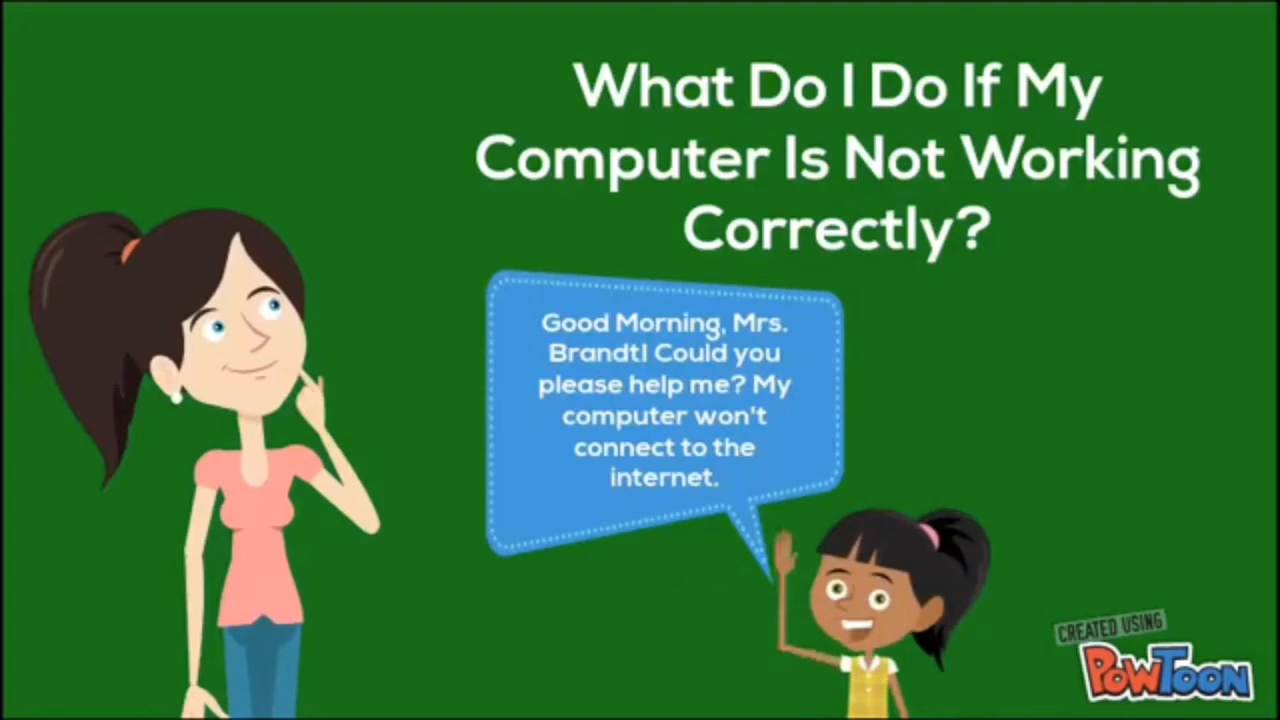 What Do I Do If My
Computer Is Not Working
Correctly?
Good Morning, Mrs.
Brandt! Could you
please help me? My
computer won't
connect to the
internet.
CREATED USING
POWTOON